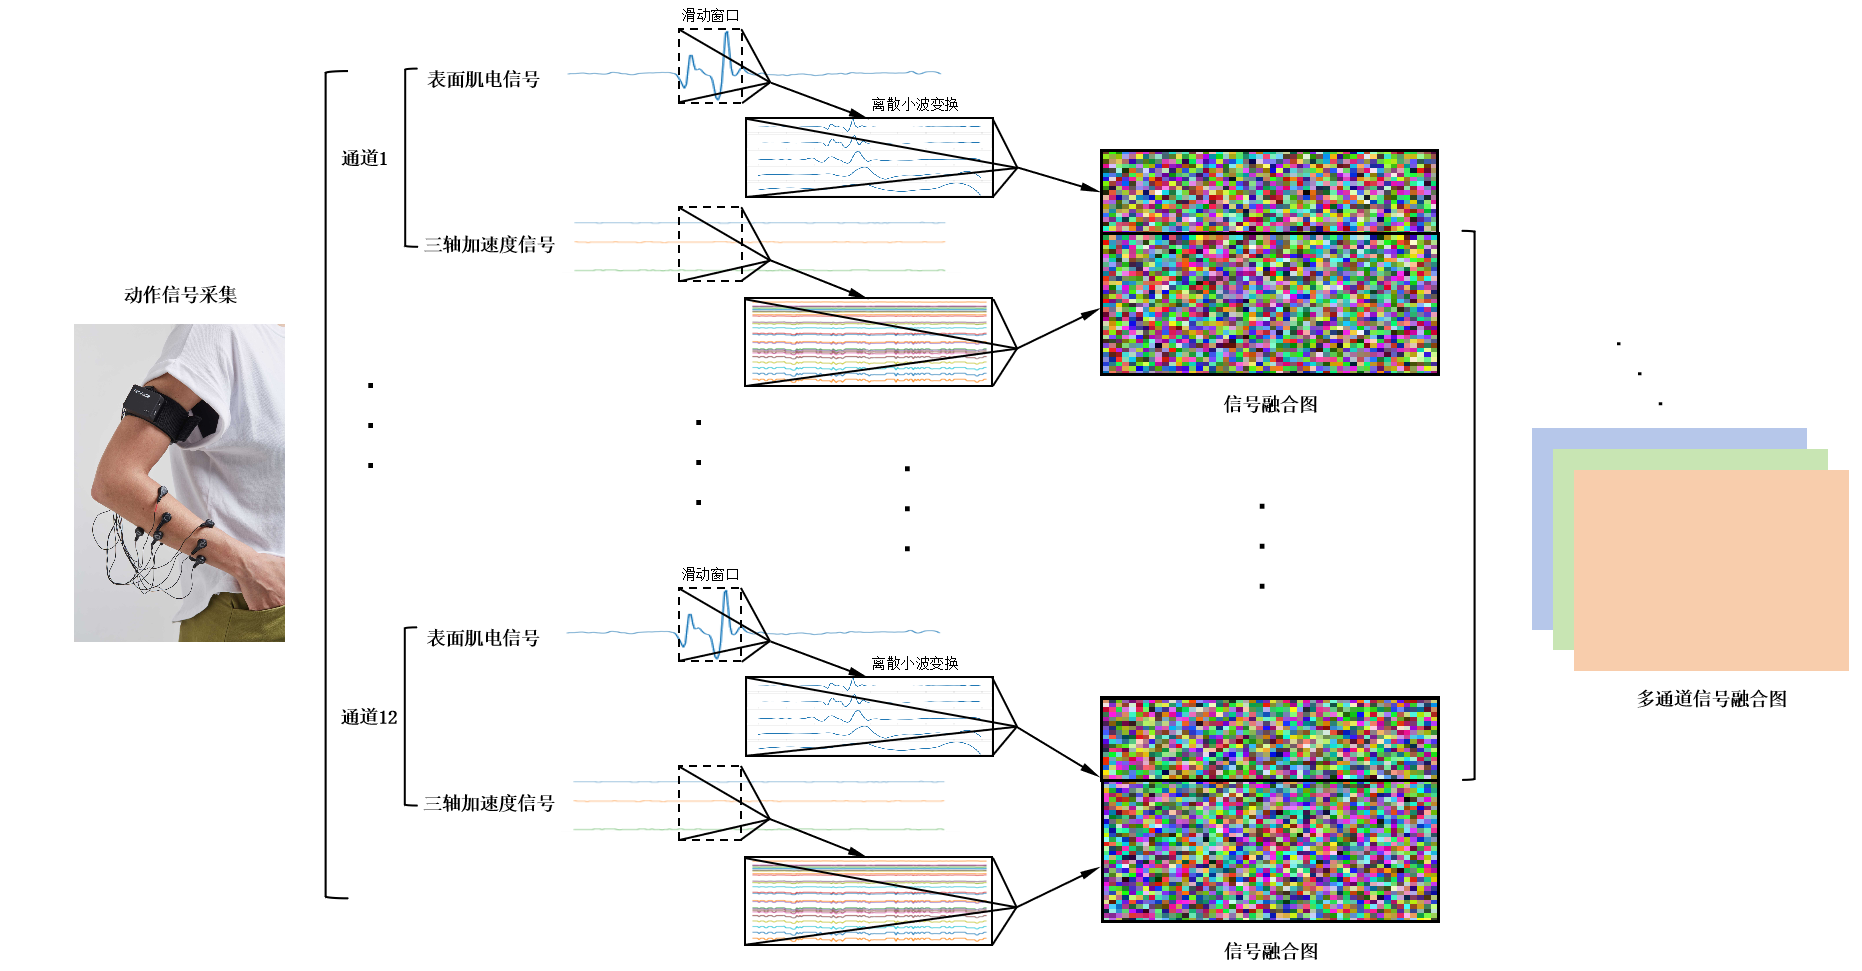 滑动窗口
表面肌电信号
离散小波变换
通道1
三轴加速度信号
动作信号采集
信号融合图
滑动窗口
表面肌电信号
离散小波变换
多通道信号融合图
通道12
三轴加速度信号
信号融合图